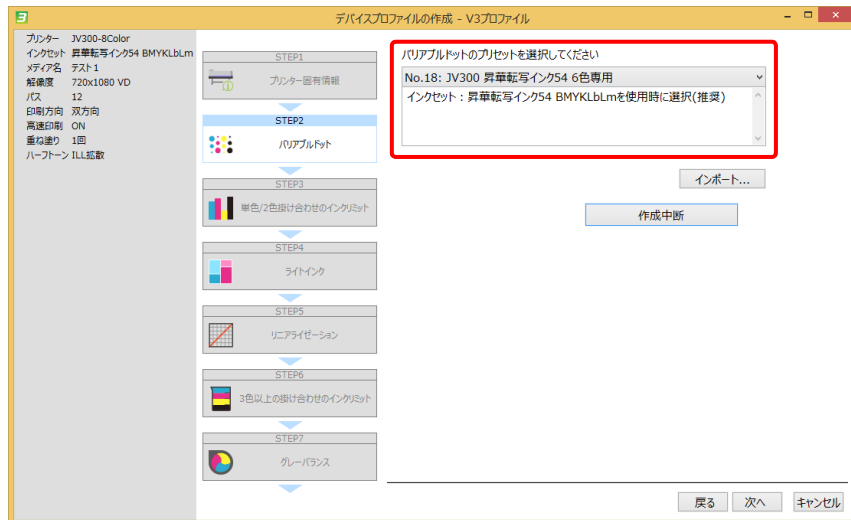 デバイスプロファイルの作成 - V3プロファイル
プリンター JV300-8Color
インクセット 昇華転写インク54 BMYKLbLm
メディア名 テスト1
解像度 720x1080 VD
パス 12
印刷方向 双方向
高速印刷 ON
重ね塗り 1回
ハーフトーン ILL拡散
STEP1
プリンター固有情報
STEP2
バリアブルドット
STEP3
単色/2色掛け合わせのインクリミット
STEP4
ライトインク
STEP5
リニアライゼーション
STEP6
3色以上の掛け合わせのインクリミット
STEP7
グレーバランス
バリアブルドットのプリセットを選択してください
No.18: JV300 昇華転写インク54 6色専用
インクセット：昇華転写インク54 BMYKLbLmを使用時に選択(推奨)
インポート...
作成中断
戻る 次へ キャンセル